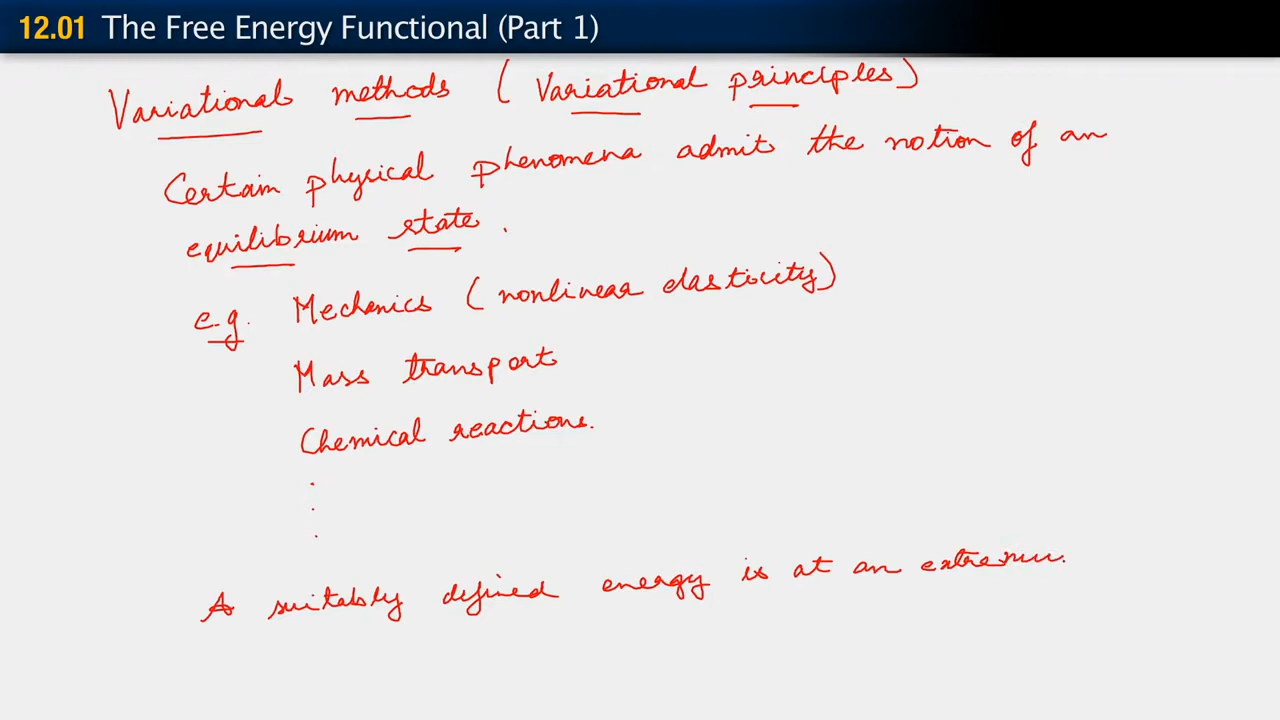 12.01 The Free Energy Functional (Part 1)
Variational methods (Variational principles)
Certain physical phenomena admit the notion of an
equilibrium state.
e.g. Mechanics (nonlinear elasticity)
Mass transport
Chemical reactions.
.
.
.
A suitably defined energy is at an extremum.